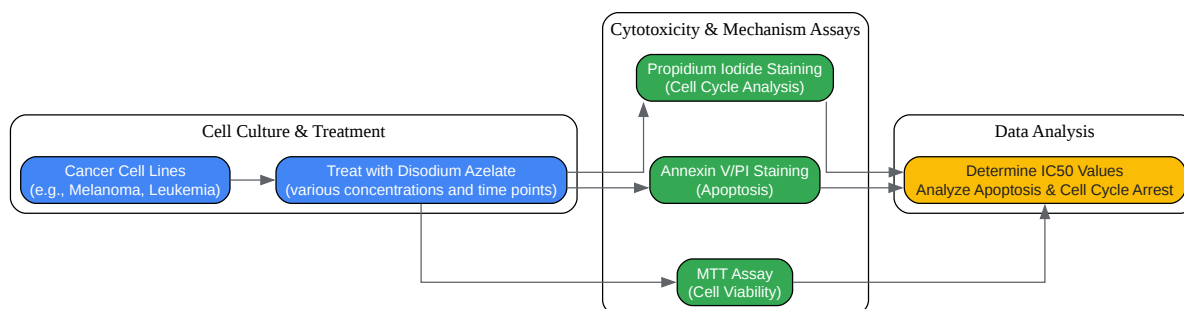 Cytotoxicity & Mechanism Assays
Propidium Iodide Staining
(Cell Cycle Analysis)
Cell Culture & Treatment
Data Analysis
Cancer Cell Lines
(e.g., Melanoma, Leukemia)
Treat with Disodium Azelate
(various concentrations and time points)
Annexin V/PI Staining
(Apoptosis)
Determine IC50 Values
Analyze Apoptosis & Cell Cycle Arrest
MTT Assay
(Cell Viability)